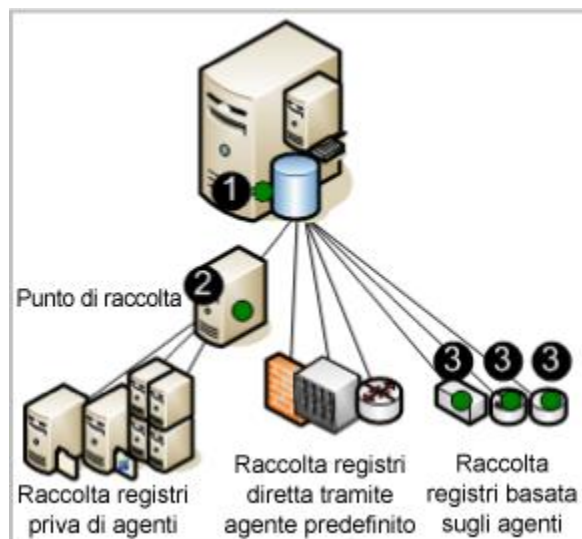 1
Punto di raccolta
2
3 3 3
Raccolta registri
priva di agenti
Raccolta registri
diretta tramite
agente predefinito
Raccolta
registri basata
sugli agenti